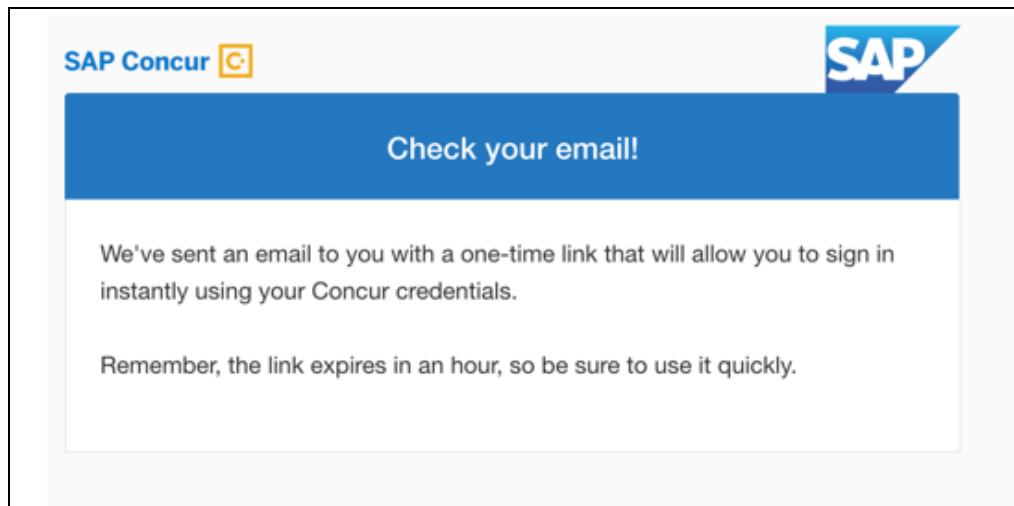 SAP Concur C
SAP
Check your email!
We've sent an email to you with a one-time link that will allow you to sign in
instantly using your Concur credentials.
Remember, the link expires in an hour, so be sure to use it quickly.